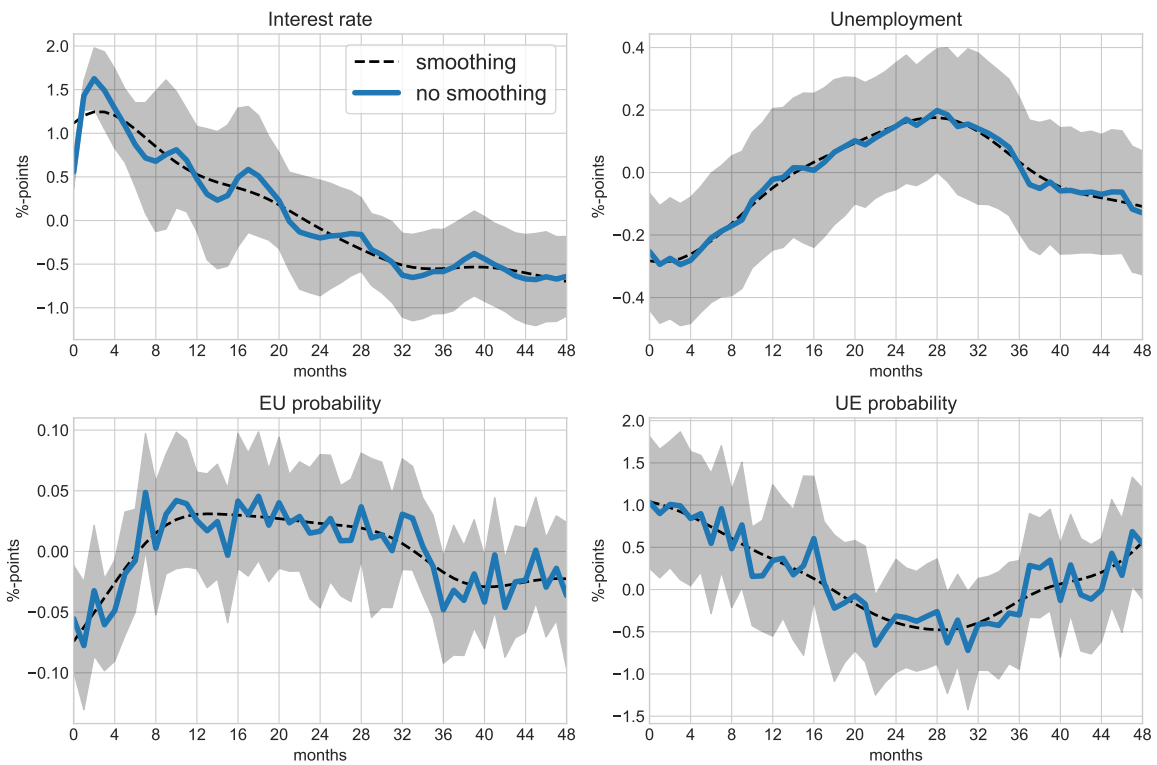 Interest rate
2.0
1.5
1.0
0.5
0.0
−0.5
−1.0
%-points
smoothing
no smoothing
0 4 8 12 16 20 24 28 32 36 40 44 48
months
Unemployment
0.4
0.2
0.0
−0.2
−0.4
%-points
0 4 8 12 16 20 24 28 32 36 40 44 48
months
EU probability
0.10
0.05
0.00
−0.05
−0.10
%-points
0 4 8 12 16 20 24 28 32 36 40 44 48
months
UE probability
2.0
1.5
1.0
0.5
0.0
−0.5
−1.0
−1.5
%-points
0 4 8 12 16 20 24 28 32 36 40 44 48
months